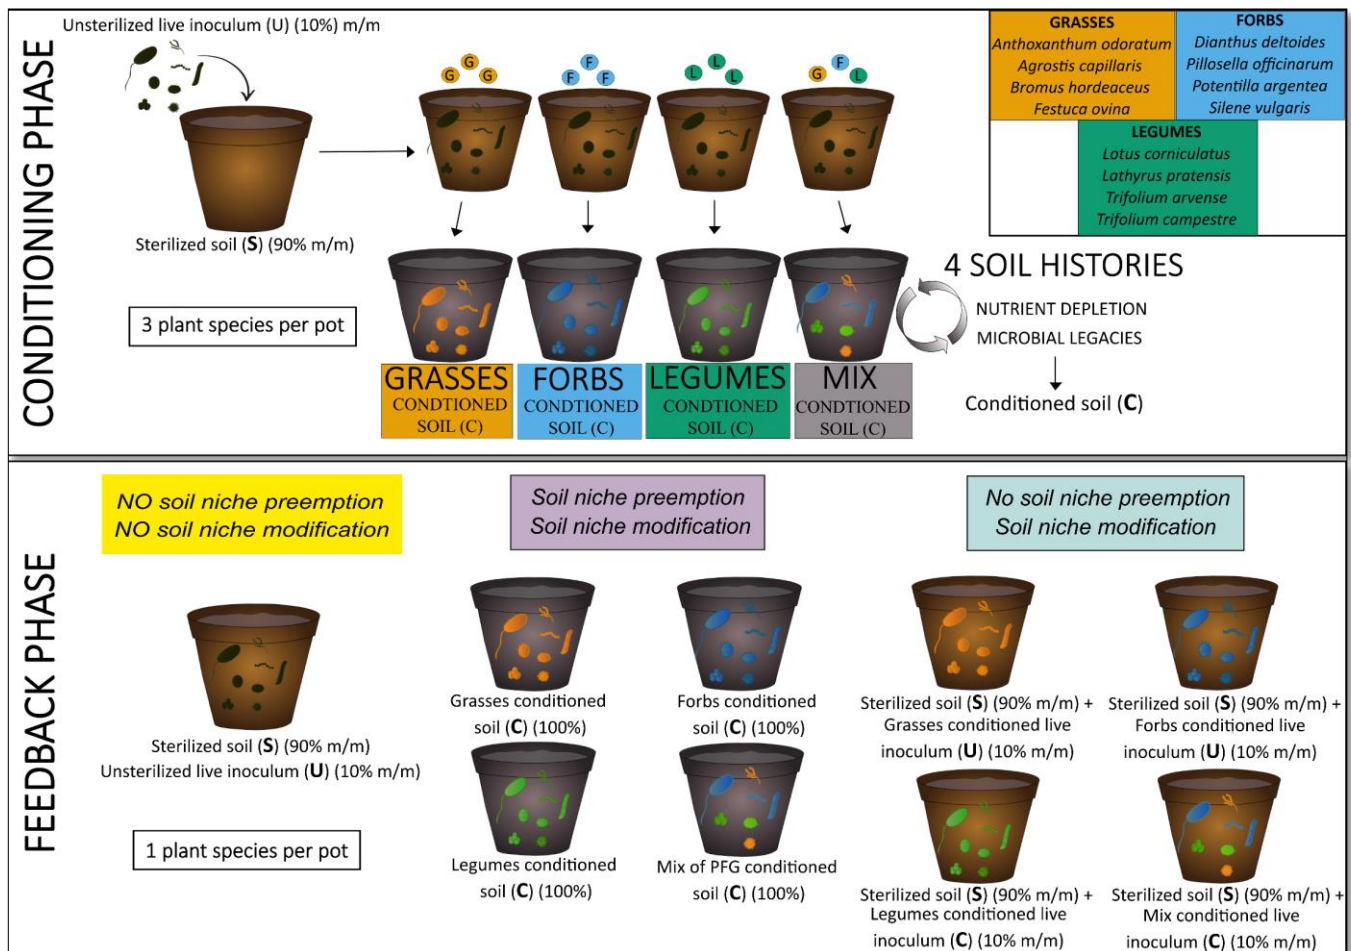 CONDITIONING PHASE
Unsterilized live inoculum (U) (10%) m/m
Sterilized soil (S) (90% m/m)
3 plant species per pot
G
G
G
F
F
F
L
L
L
G
F
L
GRASSES
Anthoxanthum odoratum
Agrostis capillaris
Bromus hordeaceus
Festuca ovina
FORBS
Dianthus deltoides
Pillosella officinarum
Potentilla argentea
Silene vulgaris
LEGUMES
Lotus corniculatus
Lathyrus pratensis
Trifolium arvense
Trifolium campestre
GRASSES
CONDTIONED
SOIL (C)
FORBS
CONDTIONED
SOIL (C)
LEGUMES
CONDTIONED
SOIL (C)
MIX
CONDTIONED
SOIL (C)
4 SOIL HISTORIES
NUTRIENT DEPLETION
MICROBIAL LEGACIES
Conditioned soil (C)
FEEDBACK PHASE
NO soil niche preemption
NO soil niche modification
Sterilized soil (S) (90% m/m)
Unsterilized live inoculum (U) (10% m/m)
1 plant species per pot
Soil niche preemption
Soil niche modification
Grasses conditioned
soil (C) (100%)
Forbs conditioned
soil (C) (100%)
Legumes conditioned
soil (C) (100%)
Mix of PFG conditioned
soil (C) (100%)
No soil niche preemption
Soil niche modification
Sterilized soil (S) (90% m/m) +
Grasses conditioned live
inoculum (U) (10% m/m)
Sterilized soil (S) (90% m/m) +
Forbs conditioned live
inoculum (U) (10% m/m)
Sterilized soil (S) (90% m/m) +
Legumes conditioned live
inoculum (C) (10% m/m)
Sterilized soil (S) (90% m/m) +
Mix conditioned live
inoculum (C) (10% m/m)